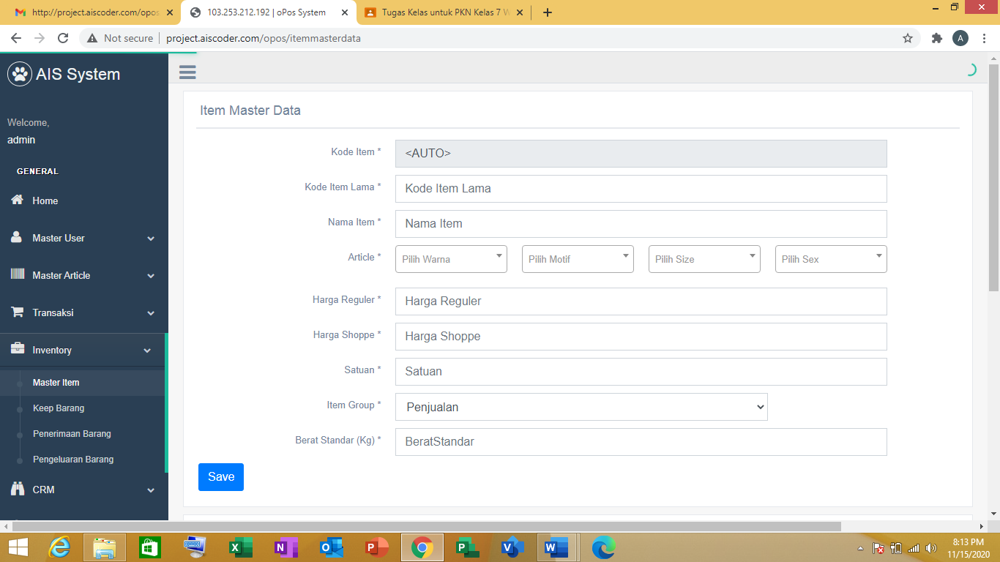 http://project.aiscoder.com/opos
103.253.212.192 | oPos System
Tugas Kelas untuk PKN Kelas 7 W
Not secure
project.aiscoder.com/opos/itemmasterdata
A
AIS System
Welcome,
admin
GENERAL
Home
Master User
Master Article
Transaksi
Inventory
Master Item
Keep Barang
Penerimaan Barang
Pengeluaran Barang
CRM
Item Master Data
Kode Item *
<AUTO>
Kode Item Lama *
Kode Item Lama
Nama Item *
Nama Item
Article *
Pilih Warna
Pilih Motif
Pilih Size
Pilih Sex
Harga Reguler *
Harga Reguler
Harga Shoppe *
Harga Shoppe
Satuan *
Satuan
Item Group *
Penjualan
Berat Standar (Kg) *
BeratStandar
Save
8:13 PM
11/15/2020